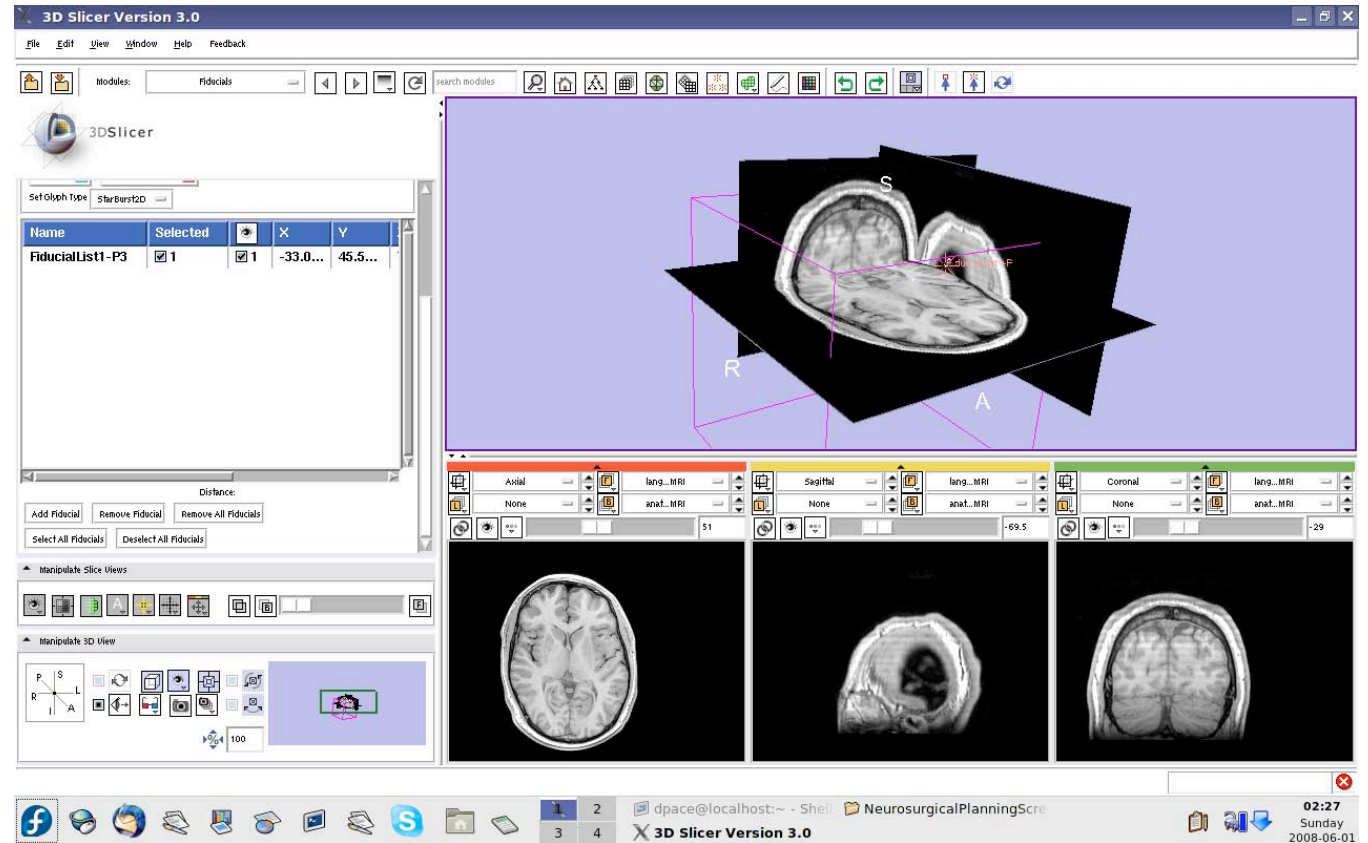 3D Slicer Version 3.0
File Edit View Window Help Feedback
Modules: Fiducials search modules
3DSlicer
Set Glyph Type StarBurst2D
Name Selected X Y
FiducialList1-P3 1 1 -33.0... 45.5...
Distance:
Add Fiducial Remove Fiducial Remove All Fiducials
Select All Fiducials Deselect All Fiducials
Manipulate Slice Views
F
Manipulate 3D View
P S
R L
I A
100
S
R
A
Axial F lang...MRI
L None B anat...MRI
51
Sagittal F lang...MRI
L None B anat...MRI
-69.5
Coronal F lang...MRI
L None B anat...MRI
-29
1 2
3 4
dpace@localhost:~ - Shell NeurosurgicalPlanningScre
3D Slicer Version 3.0
02:27
Sunday
2008-06-01